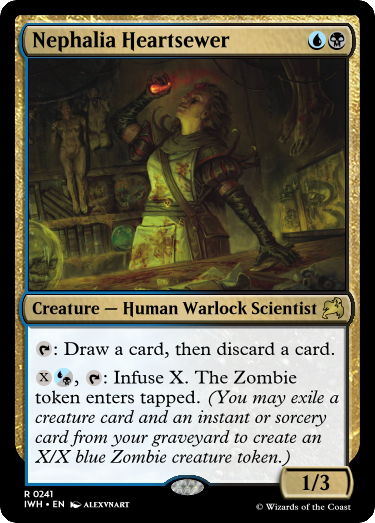 Nephalia Heartsewer
Creature — Human Warlock Scientist
: Draw a card, then discard a card.
X , : Infuse X. The Zombie
token enters tapped. (You may exile a
creature card and an instant or sorcery
card from your graveyard to create an
X/X blue Zombie creature token.)
1/3
R 0241
IWH • EN ALEXVNART
© Wizards of the Coast